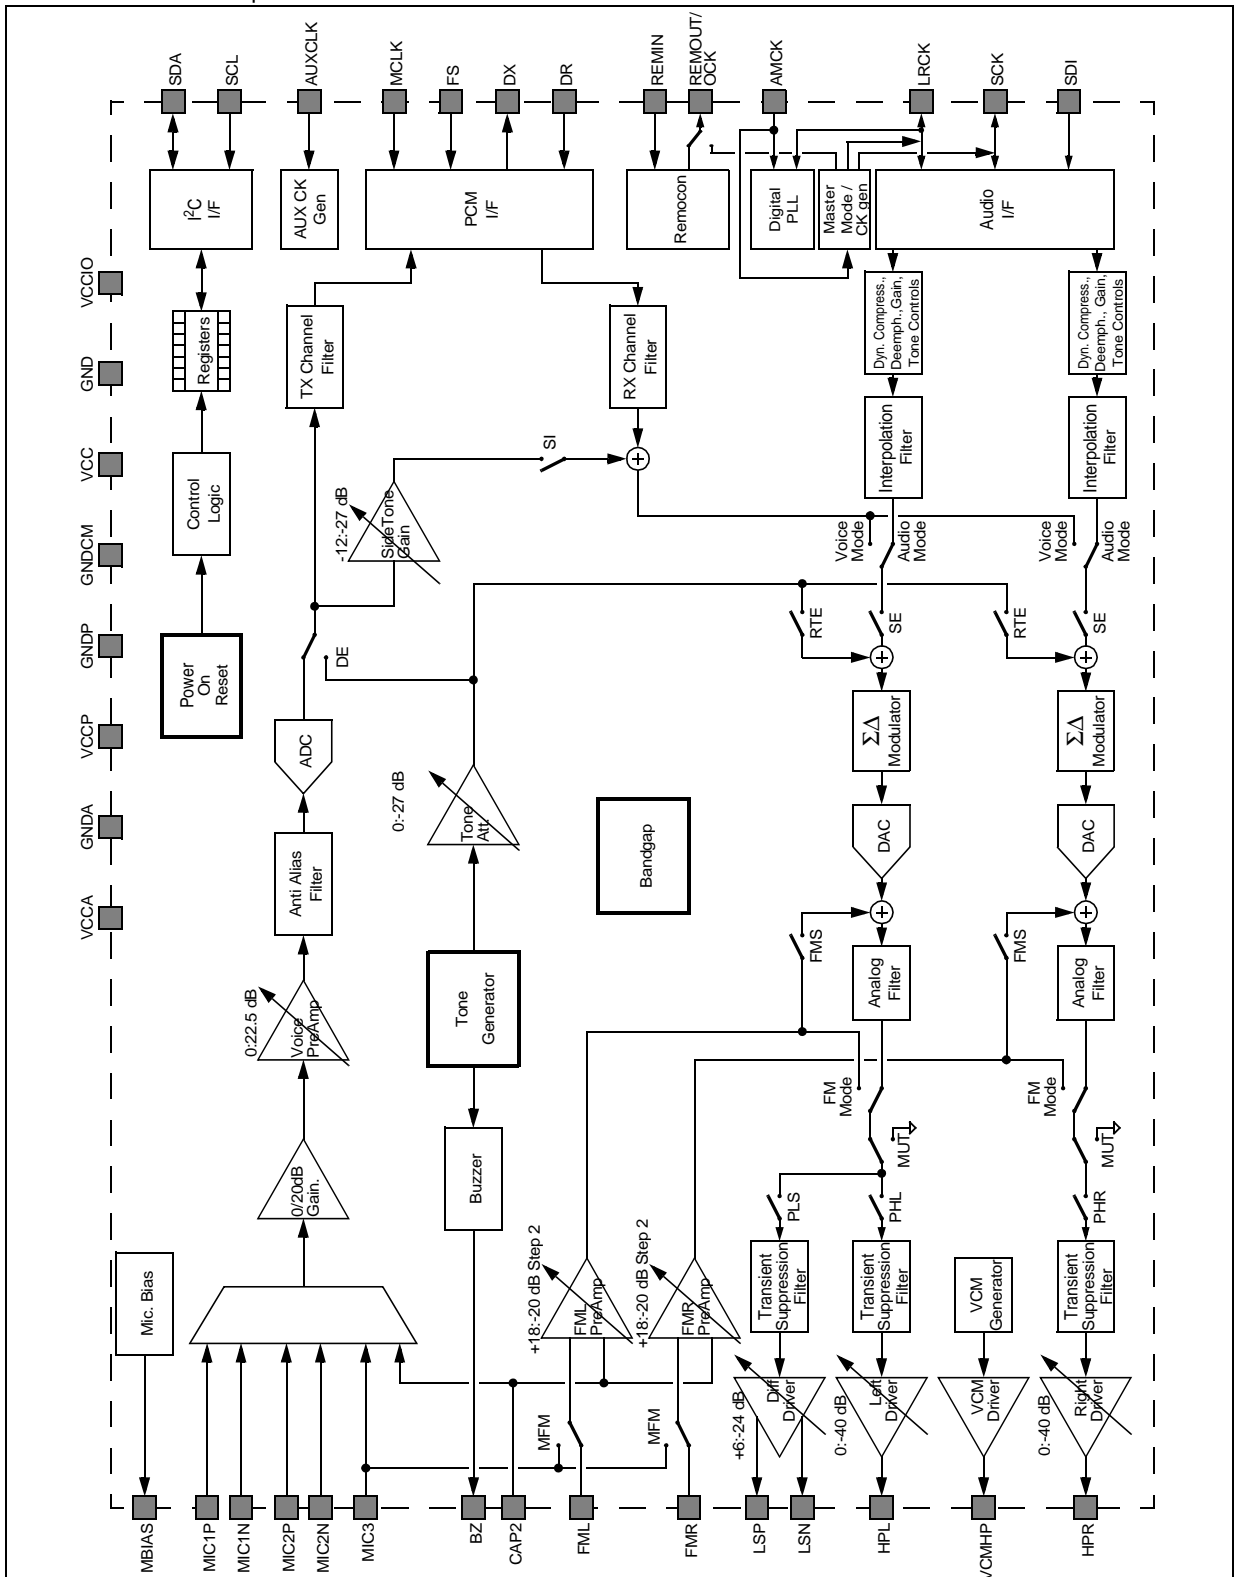 SDA
SCL
AUXCLK
MCLK
FS
DX
DR
REMIN
REMOUT/
OCK
AMCK
LRCK
SCK
SDI
I2C
I/F
AUX CK
Gen
PCM
I/F
Remocon
Digital
PLL
Master
Mode /
CK gen
Audio
I/F
VCCIO
GND
VCC
GNDCM
GNDP
VCCP
GNDA
VCCA
Registers
TX Channel
Filter
RX Channel
Filter
Dyn. Compress.,
Deemph.,Gain,
Tone Controls
Dyn. Compress.,
Deemph., Gain,
Tone Controls
Control
Logic
-12:-27 dB
SideTone
Gain
SI
Interpolation
Filter
Interpolation
Filter
Voice
Mode
Audio
Mode
Voice
Mode
Audio
Mode
Power
On
Reset
DE
RTE
SE
RTE
SE
ADC
0:-27 dB
Tone
Att.
ΣΔ
Modulator
ΣΔ
Modulator
Anti Alias
Filter
Bandgap
DAC
DAC
0:22.5 dB
Voice
PreAmp
Tone
Generator
FMS
Analog
Filter
FMS
Analog
Filter
0/20dB
Gain.
Buzzer
FM
Mode
MUT
FM
Mode
MUT
PLS
PHL
PHR
Mic. Bias
+18:-20 dB Step 2
FML
PreAmp
+18:-20 dB Step 2
FMR
PreAmp
Transient
Suppression
Filter
Transient
Suppression
Filter
VCM
Generator
Transient
Suppression
Filter
MFM
MFM
+6:-24 dB
Diff
Driver
0:-40 dB
Left
Driver
VCM
Driver
0:-40 dB
Right
Driver
MBIAS
MIC1P
MIC1N
MIC2P
MIC2N
MIC3
BZ
CAP2
FML
FMR
LSP
LSN
HPL
VCMHP
HPR